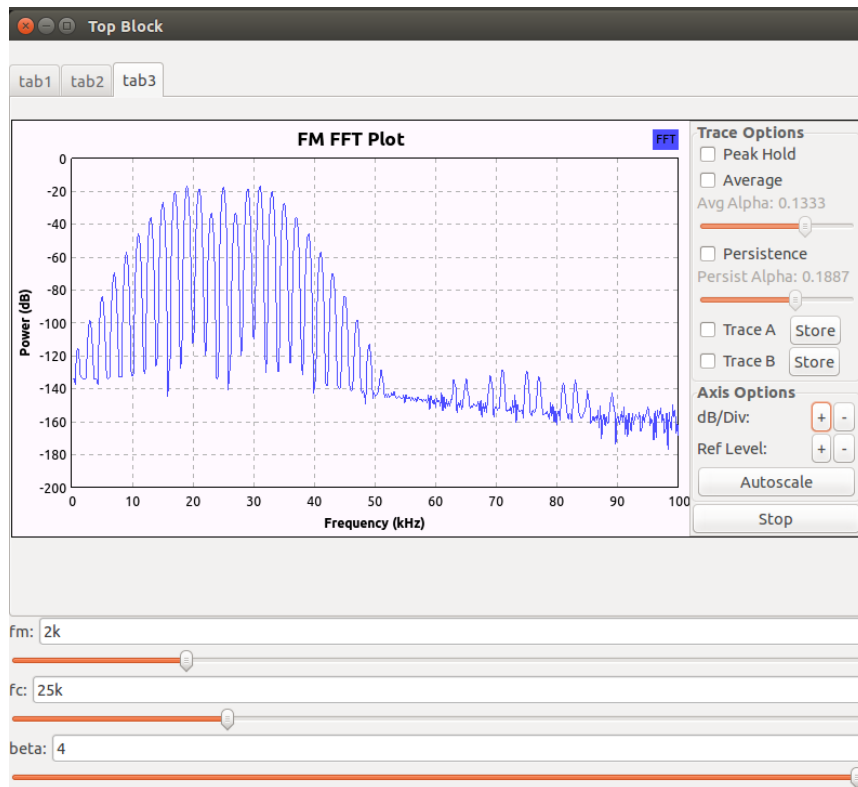 Top Block
tab1 tab2 tab3
FM FFT Plot
FFT
Power (dB)
0
-20
-40
-60
-80
-100
-120
-140
-160
-180
-200
0 10 20 30 40 50 60 70 80 90 100
Frequency (kHz)
Trace Options
Peak Hold
Average
Avg Alpha: 0.1333
Persistence
Persist Alpha: 0.1887
Trace A Store
Trace B Store
Axis Options
dB/Div: + -
Ref Level: + -
Autoscale
Stop
fm: 2k
fc: 25k
beta: 4